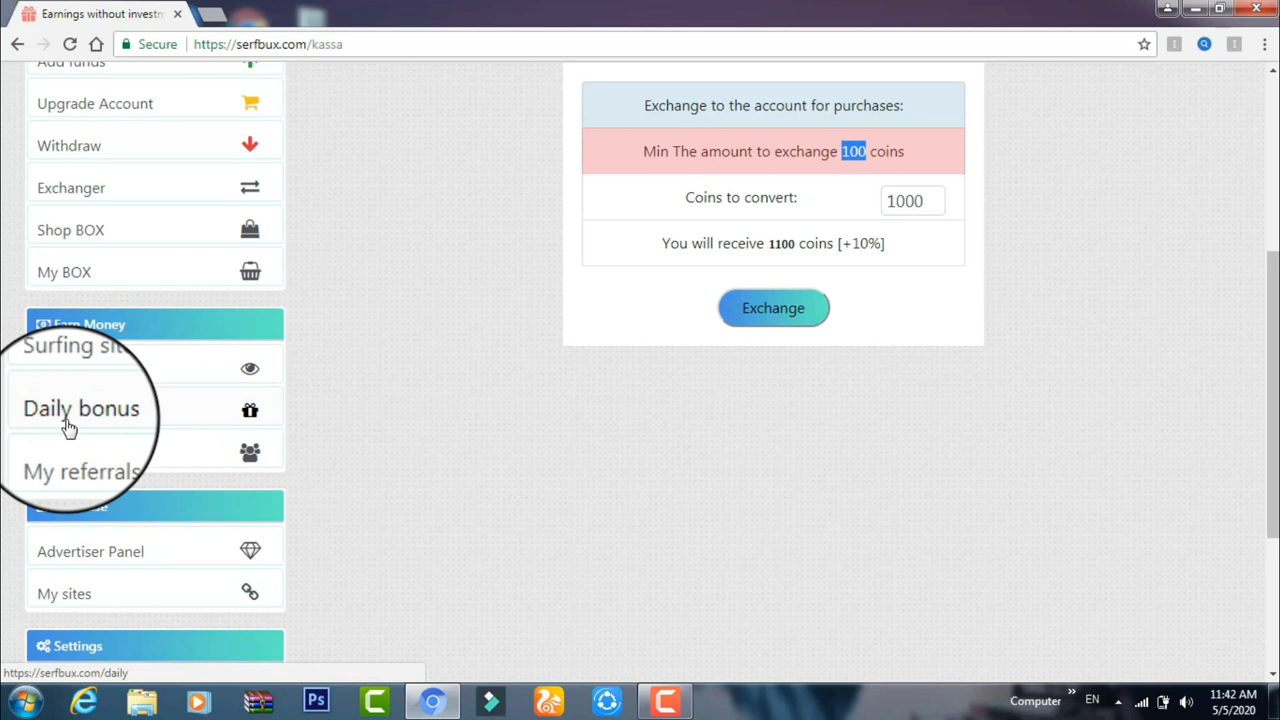 Earnings without investm
Secure
https://serfbux.com/kassa
Add funds
Upgrade Account
Withdraw
Exchanger
Shop BOX
My BOX
Earn Money
Surfing sit
Daily bonus
My referrals
Advertiser Panel
My sites
Settings
Exchange to the account for purchases:
Min The amount to exchange 100 coins
Coins to convert: 1000
You will receive 1100 coins [+10%]
Exchange
https://serfbux.com/daily
Ps
Computer
EN
11:42 AM
5/5/2020